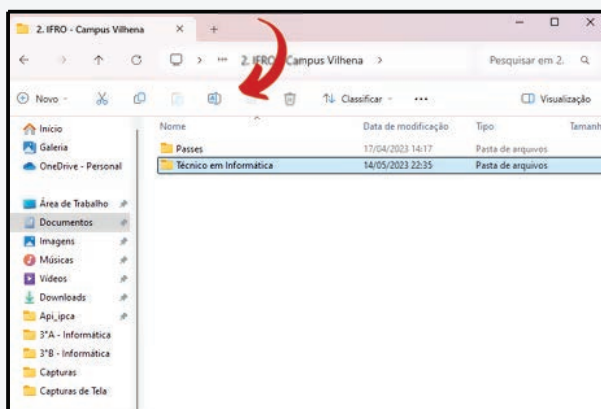 2. IFRO - Campus Vilhena
2. IFRO - Campus Vilhena
Pesquisar em 2.
Novo
Classificar
Visualização
Nome
Data de modificação
Tipo
Tamanh
Início
Galeria
OneDrive - Personal
Passes
17/04/2023 14:17
Pasta de arquivos
Técnico em Informática
14/05/2023 22:35
Pasta de arquivos
Área de Trabalho
Documentos
Imagens
Músicas
Vídeos
Downloads
Api_ipca
3°A - Informática
3°B - Informática
Capturas
Capturas de Tela